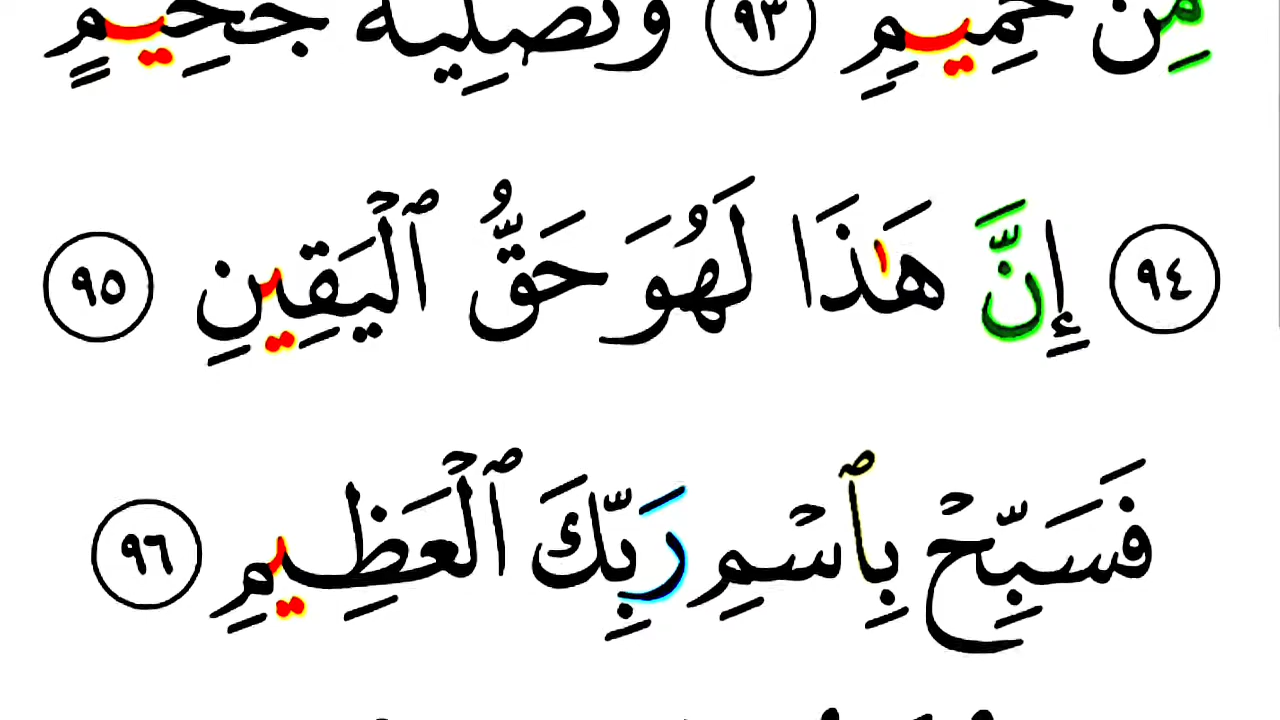 مِنْ حَمِيمٍ ٩٣ وَتَصْلِيَةُ جَحِيمٍ
٩٤ إِنَّ هَٰذَا لَهُوَ حَقُّ ٱلْيَقِينِ ٩٥
فَسَبِّحْ بِٱسْمِ رَبِّكَ ٱلْعَظِيمِ ٩٦